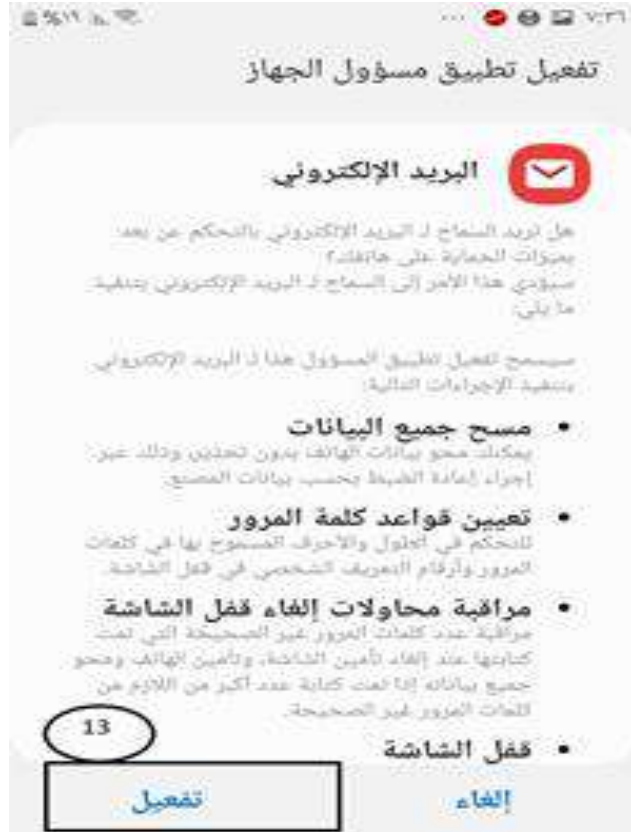 ٧:٣٦ ... %١٩
تفعيل تطبيق مسؤول الجهاز
البريد الإلكتروني
هل تريد السماح لـ البريد الإلكتروني بالتحكم عن بعد
بميزات الحماية على هاتفك؟
سيؤدي هذا الأمر إلى السماح لـ البريد الإلكتروني بتنفيذ
ما يلي:
سيسمح تفعيل تطبيق المسؤول هذا لـ البريد الإلكتروني
بتنفيذ الإجراءات التالية:
• مسح جميع البيانات
يمكنك محو بيانات الهاتف بدون تحذير، وذلك عبر
إجراء إعادة الضبط بحسب بيانات المصنع.
• تعيين قواعد كلمة المرور
للتحكم في الطول والأحرف المسموح بها في كلمات
المرور وأرقام التعريف الشخصي في قفل الشاشة.
• مراقبة محاولات إلغاء قفل الشاشة
مراقبة عدد كلمات المرور غير الصحيحة التي تمت
كتابتها عند إلغاء تأمين الشاشة، وتأمين الهاتف ومحو
جميع بياناته إذا تمت كتابة عدد أكبر من اللازم من
كلمات المرور غير الصحيحة.
13
• قفل الشاشة
إلغاء
تفعيل